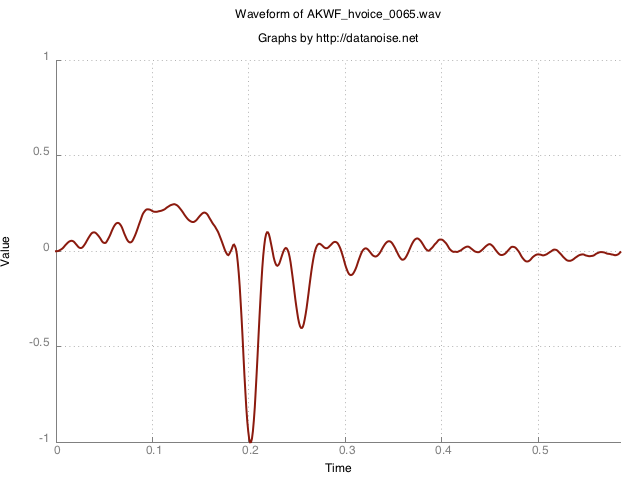 Waveform of AKWF_hvoice_0065.wav
Graphs by http://datanoise.net
1
0.5
0
-0.5
-1
Value
0 0.1 0.2 0.3 0.4 0.5
Time